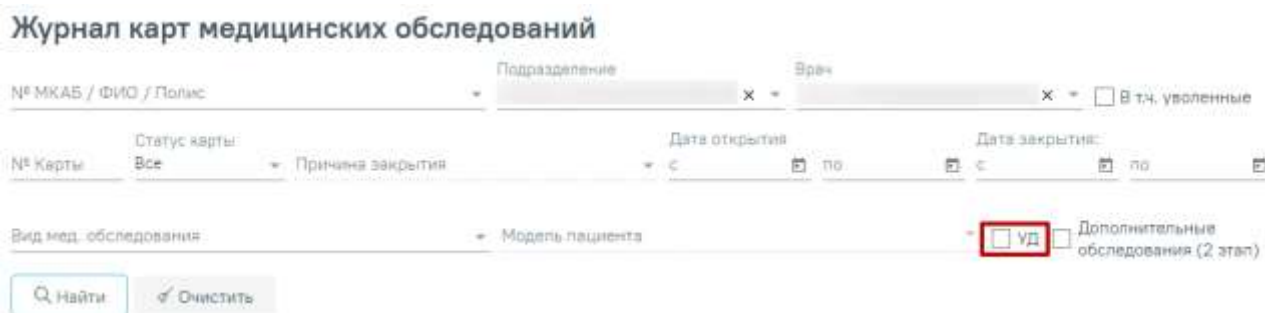 Журнал карт медицинских обследований
Подразделение Врач
№ МКАБ / ФИО / Полис В т.ч. уволенные
Статус карты Дата открытия Дата закрытия:
№ Карты Все Причина закрытия с по с по
Вид мед. обследования Модель пациента УД Дополнительные
обследования (2 этап)
Найти Очистить